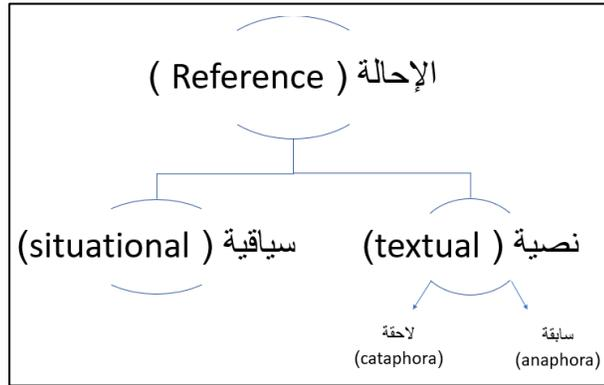 الإحالة ( Reference )
نصية ( textual)
سياقية ( situational)
سابقة
(anaphora)
لاحقة
(cataphora)